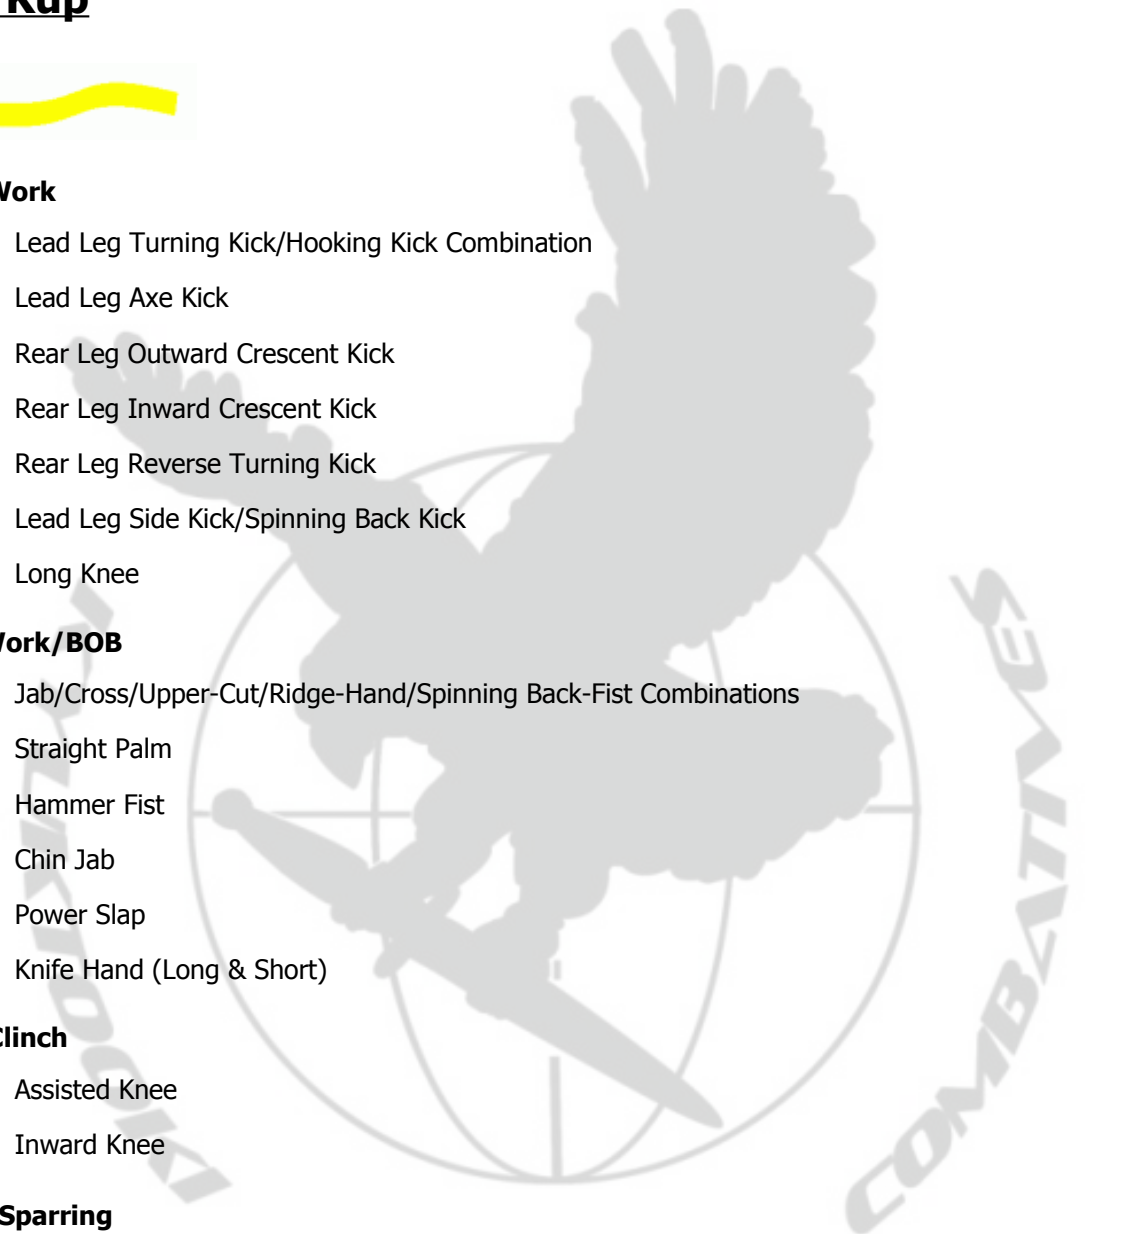 Kup
Work
Lead Leg Turning Kick/Hooking Kick Combination
Lead Leg Axe Kick
Rear Leg Outward Crescent Kick
Rear Leg Inward Crescent Kick
Rear Leg Reverse Turning Kick
Lead Leg Side Kick/Spinning Back Kick
Long Knee
Work/BOB
Jab/Cross/Upper-Cut/Ridge-Hand/Spinning Back-Fist Combinations
Straight Palm
Hammer Fist
Chin Jab
Power Slap
Knife Hand (Long & Short)
Clinch
Assisted Knee
Inward Knee
Sparring
COMBATIVES